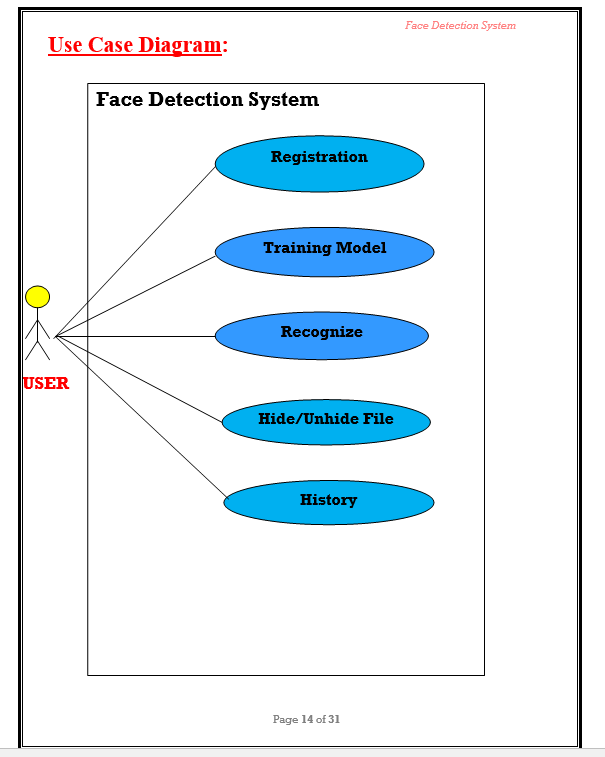 Face Detection System
Use Case Diagram:
Face Detection System
Registration
Training Model
Recognize
USER
Hide/Unhide File
History
Page 14 of 31